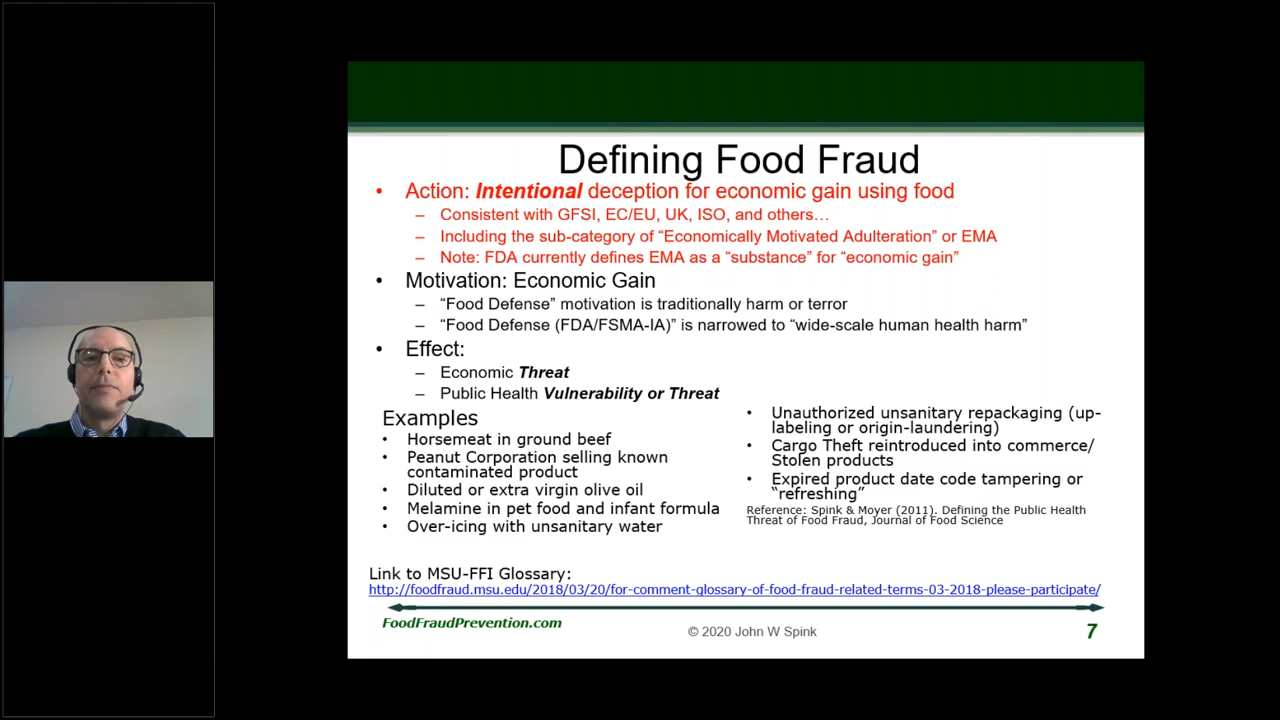 Defining Food Fraud
• Action: Intentional deception for economic gain using food
– Consistent with GFSI, EC/EU, UK, ISO, and others…
– Including the sub-category of “Economically Motivated Adulteration” or EMA
– Note: FDA currently defines EMA as a “substance” for “economic gain”
• Motivation: Economic Gain
– “Food Defense” motivation is traditionally harm or terror
– “Food Defense (FDA/FSMA-IA)” is narrowed to “wide-scale human health harm”
• Effect:
– Economic Threat
– Public Health Vulnerability or Threat
Examples
• Horsemeat in ground beef
• Peanut Corporation selling known
contaminated product
• Diluted or extra virgin olive oil
• Melamine in pet food and infant formula
• Over-icing with unsanitary water
• Unauthorized unsanitary repackaging (up-
labeling or origin-laundering)
• Cargo Theft reintroduced into commerce/
Stolen products
• Expired product date code tampering or
“refreshing”
Reference: Spink & Moyer (2011). Defining the Public Health
Threat of Food Fraud, Journal of Food Science
Link to MSU-FFI Glossary:
http://foodfraud.msu.edu/2018/03/20/for-comment-glossary-of-food-fraud-related-terms-03-2018-please-participate/
FoodFraudPrevention.com
© 2020 John W Spink
7